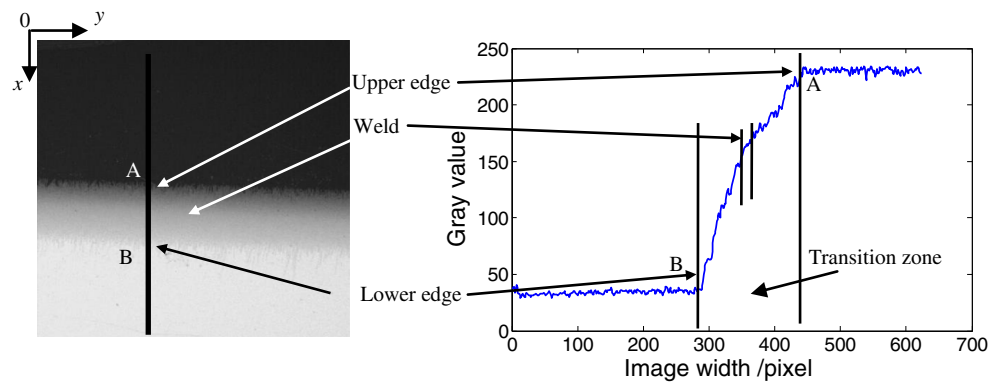 0
y
x
A
B
Upper edge
Weld
Lower edge
Gray value
250
200
150
100
50
0
A
B
Transition zone
0 100 200 300 400 500 600 700
Image width /pixel